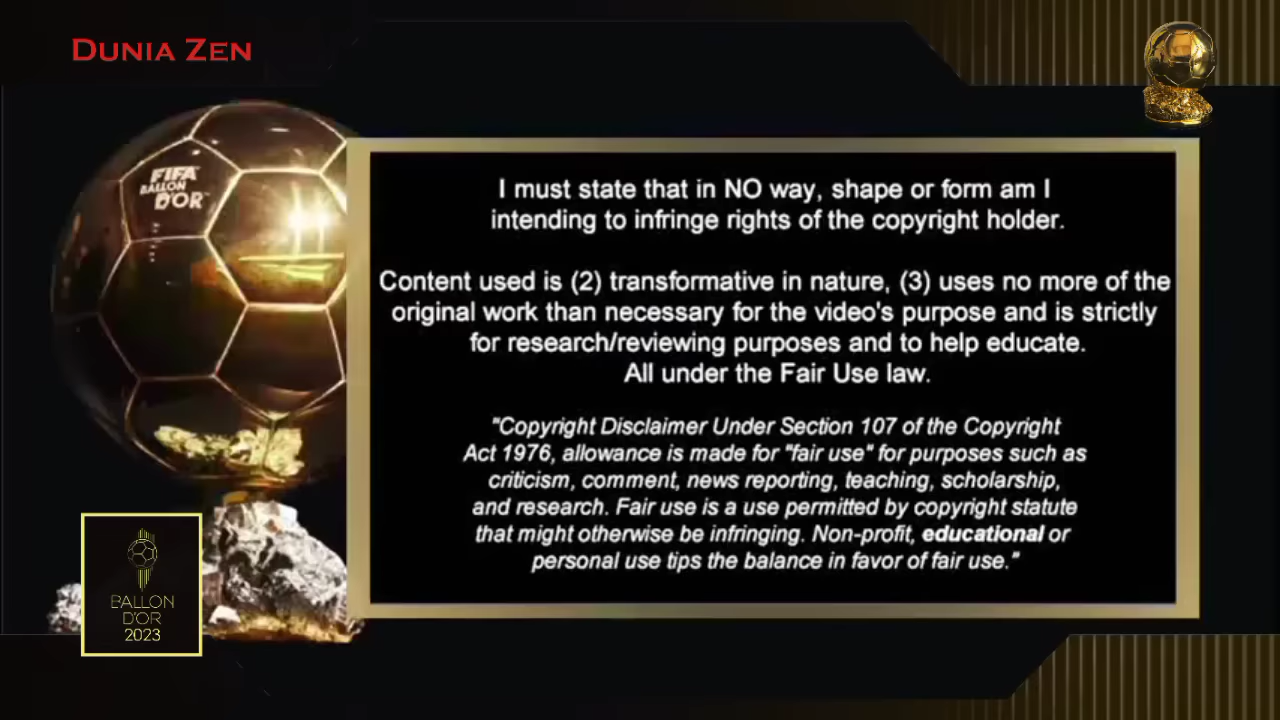 DUNIA ZEN
FIFA
BALLON
D'OR
I must state that in NO way, shape or form am I
intending to infringe rights of the copyright holder.
Content used is (2) transformative in nature, (3) uses no more of the
original work than necessary for the video's purpose and is strictly
for research/reviewing purposes and to help educate.
All under the Fair Use law.
"Copyright Disclaimer Under Section 107 of the Copyright
Act 1976, allowance is made for "fair use" for purposes such as
criticism, comment, news reporting, teaching, scholarship,
and research. Fair use is a use permitted by copyright statute
that might otherwise be infringing. Non-profit, educational or
personal use tips the balance in favor of fair use."
BALLON
D'OR
2023